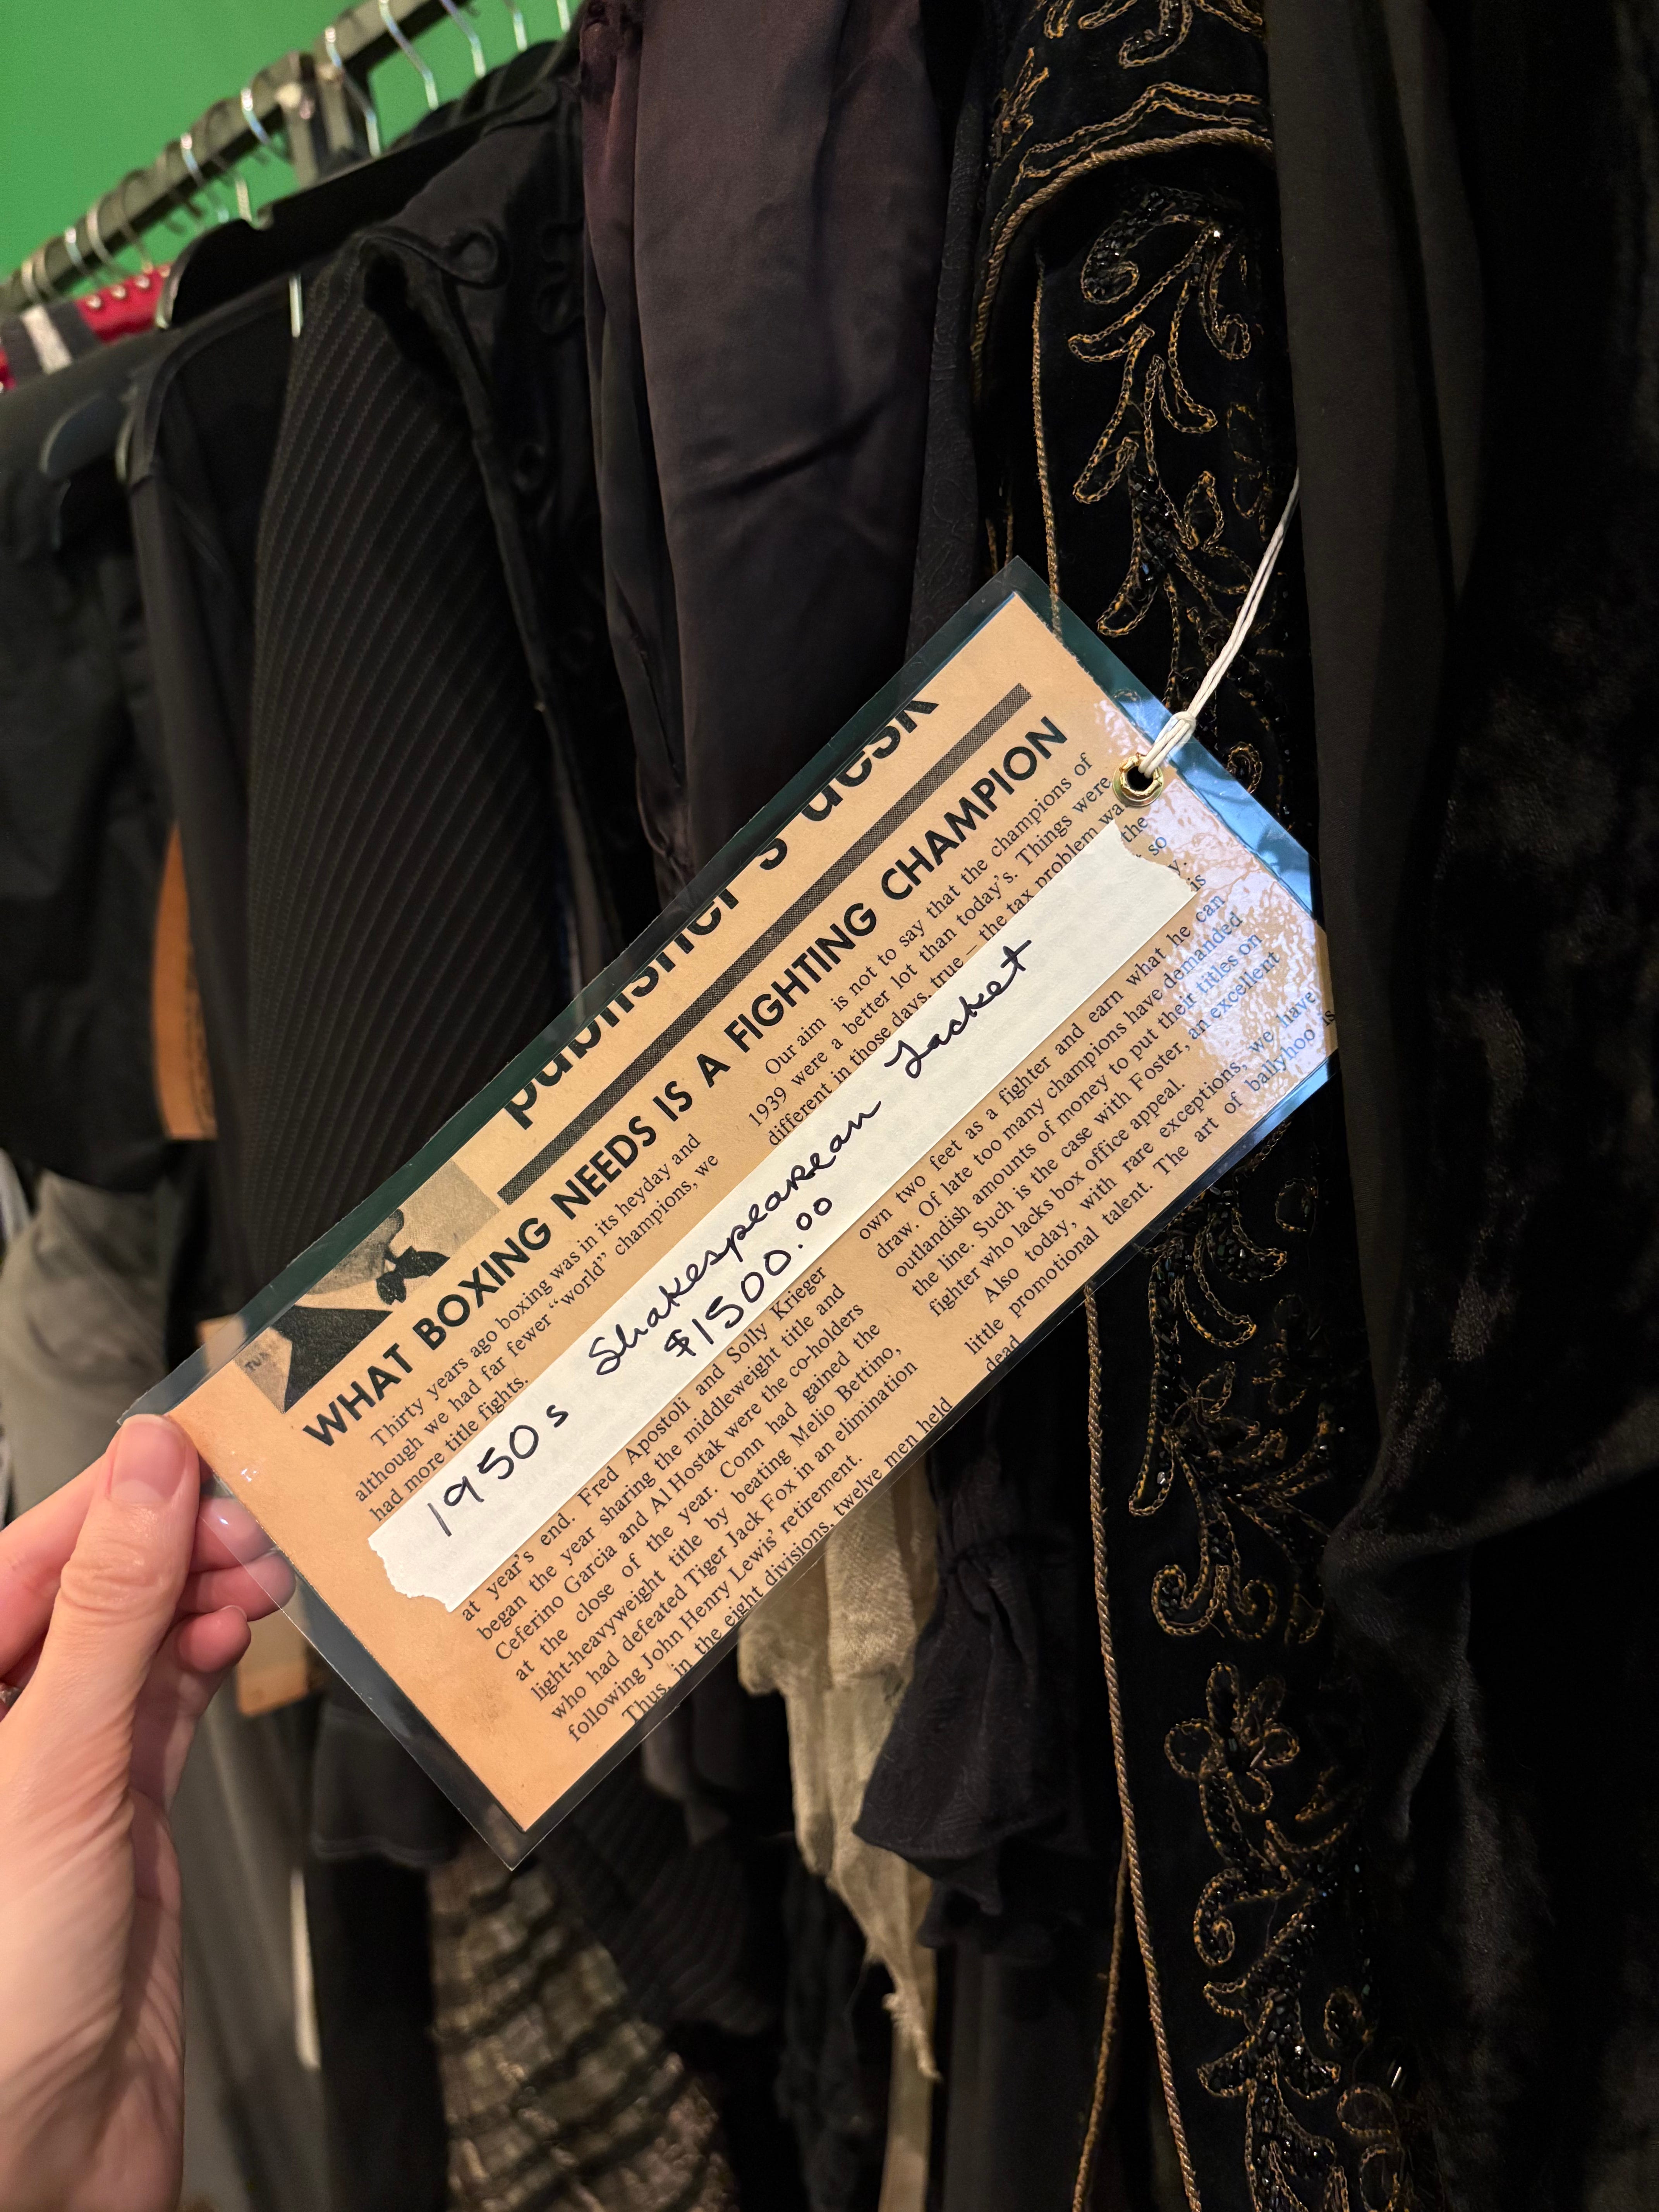 publisher's desk
WHAT BOXING NEEDS IS A FIGHTING CHAMPION
Thirty years ago boxing was in its heyday and
although we had far fewer "world" champions, we
had more title fights.
Our aim is not to say that the champions of
1939 were a better lot than today's. Things were
different in those days, true — the tax problem
the
so
is
1950s Shakespearean Jacket
$1500.00
at year's end. Fred Apostoli and Solly Krieger
began the year sharing the middleweight title and
Ceferino Garcia and Al Hostak were the co-holders
at the close of the year. Conn had gained the
light-heavyweight title by beating Melio Bettino,
who had defeated Tiger Jack Fox in an elimination
following John Henry Lewis' retirement.
Thus, in the eight divisions, twelve men held
own two feet as a fighter and earn what he can
draw. Of late too many champions have demanded
outlandish amounts of money to put their titles on
the line. Such is the case with Foster, an excellent
fighter who lacks box office appeal.
Also today, with rare exceptions, we have
little promotional talent. The art of ballyhoo is
dead